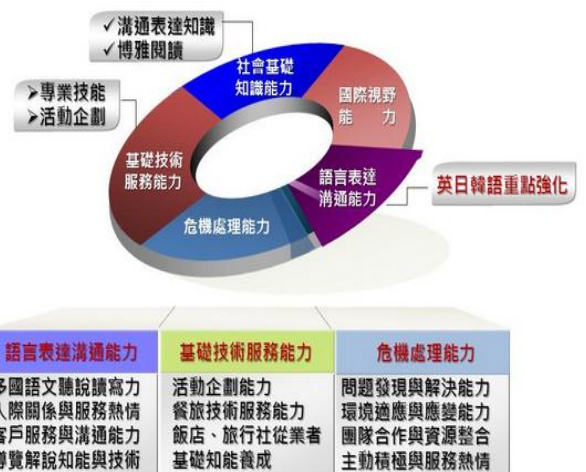 ✓溝通表達知識
✓博雅閱讀
➢專業技能
➢活動企劃
社會基礎
知識能力
國際視野
能 力
基礎技術
服務能力
語言表達
溝通能力
危機處理能力
英日韓語重點強化
語言表達溝通能力
多國語文聽說讀寫力
人際關係與服務熱情
客戶服務與溝通能力
導覽解說知能與技術
基礎技術服務能力
活動企劃能力
餐旅技術服務能力
飯店、旅行社從業者
基礎知能養成
危機處理能力
問題發現與解決能力
環境適應與應變能力
團隊合作與資源整合
主動積極與服務熱情